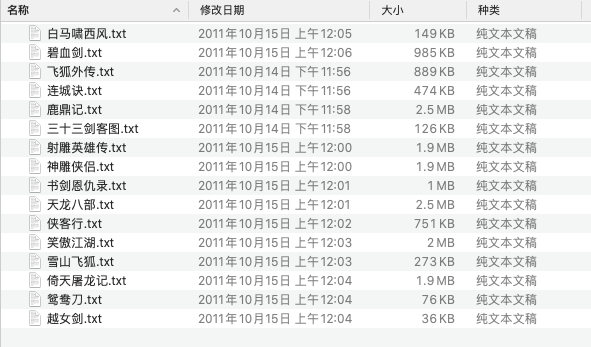 名称 修改日期 大小 种类
白马啸西风.txt 2011年10月15日 上午12:05 149 KB 纯文本文稿
碧血剑.txt 2011年10月15日 上午12:06 985 KB 纯文本文稿
飞狐外传.txt 2011年10月14日 下午11:56 889 KB 纯文本文稿
连城诀.txt 2011年10月14日 下午11:56 474 KB 纯文本文稿
鹿鼎记.txt 2011年10月14日 下午11:58 2.5 MB 纯文本文稿
三十三剑客图.txt 2011年10月14日 下午11:58 126 KB 纯文本文稿
射雕英雄传.txt 2011年10月15日 上午12:00 1.9 MB 纯文本文稿
神雕侠侣.txt 2011年10月15日 上午12:00 1.9 MB 纯文本文稿
书剑恩仇录.txt 2011年10月15日 上午12:01 1 MB 纯文本文稿
天龙八部.txt 2011年10月15日 上午12:01 2.5 MB 纯文本文稿
侠客行.txt 2011年10月15日 上午12:02 751 KB 纯文本文稿
笑傲江湖.txt 2011年10月15日 上午12:03 2 MB 纯文本文稿
雪山飞狐.txt 2011年10月15日 上午12:03 273 KB 纯文本文稿
倚天屠龙记.txt 2011年10月15日 上午12:04 1.9 MB 纯文本文稿
鸳鸯刀.txt 2011年10月15日 上午12:04 76 KB 纯文本文稿
越女剑.txt 2011年10月15日 上午12:04 36 KB 纯文本文稿